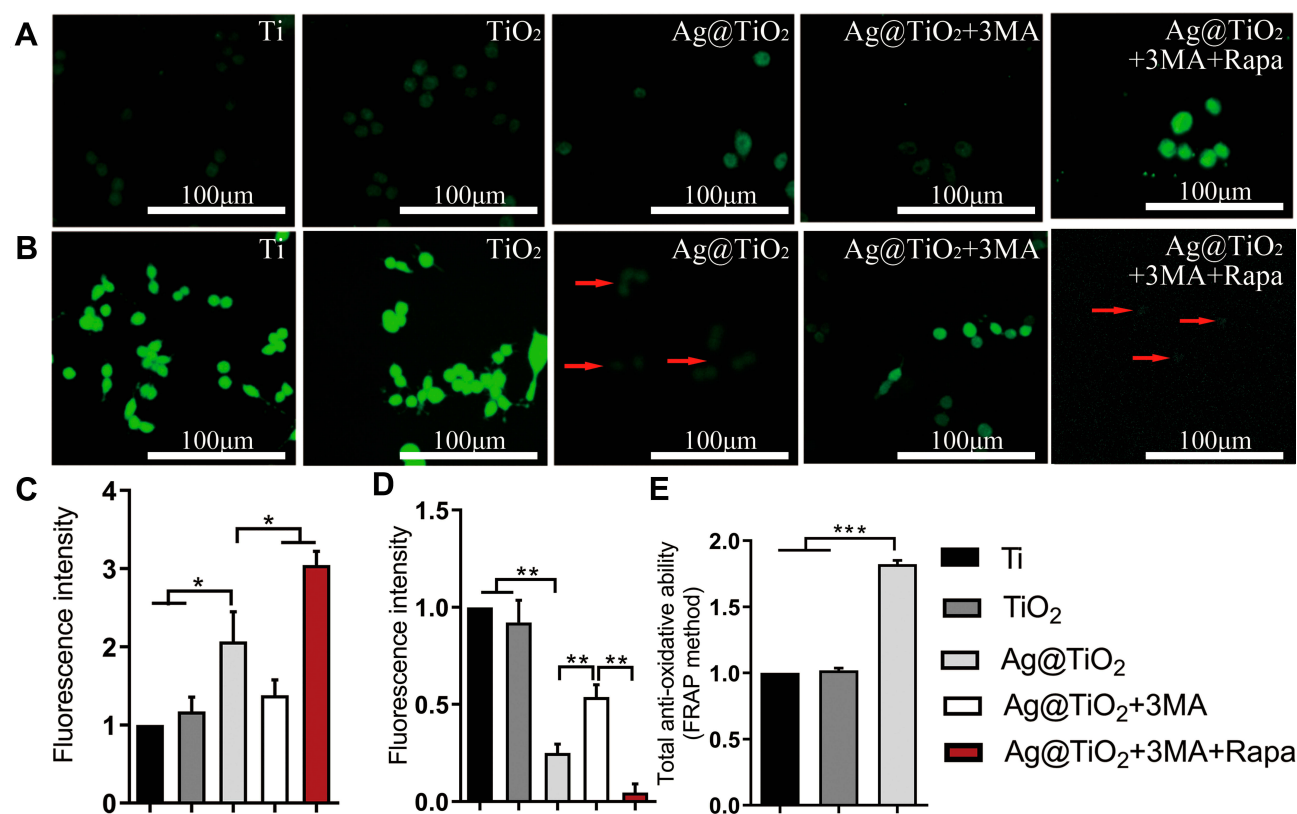 A
Ti
TiO₂
Ag@TiO₂
Ag@TiO₂+3MA
Ag@TiO₂
+3MA+Rapa
100μm
100μm
100μm
100μm
100μm
B
Ti
TiO₂
Ag@TiO₂
Ag@TiO₂+3MA
Ag@TiO₂
+3MA+Rapa
100μm
100μm
100μm
100μm
100μm
C
Fluorescence intensity
4
3
2
1
0
*
*
D
Fluorescence intensity
1.5
1.0
0.5
0.0
**
**
**
E
Total anti-oxidative ability
(FRAP method)
2.0
1.5
1.0
0.5
0.0
***
Ti
TiO₂
Ag@TiO₂
Ag@TiO₂+3MA
Ag@TiO₂+3MA+Rapa